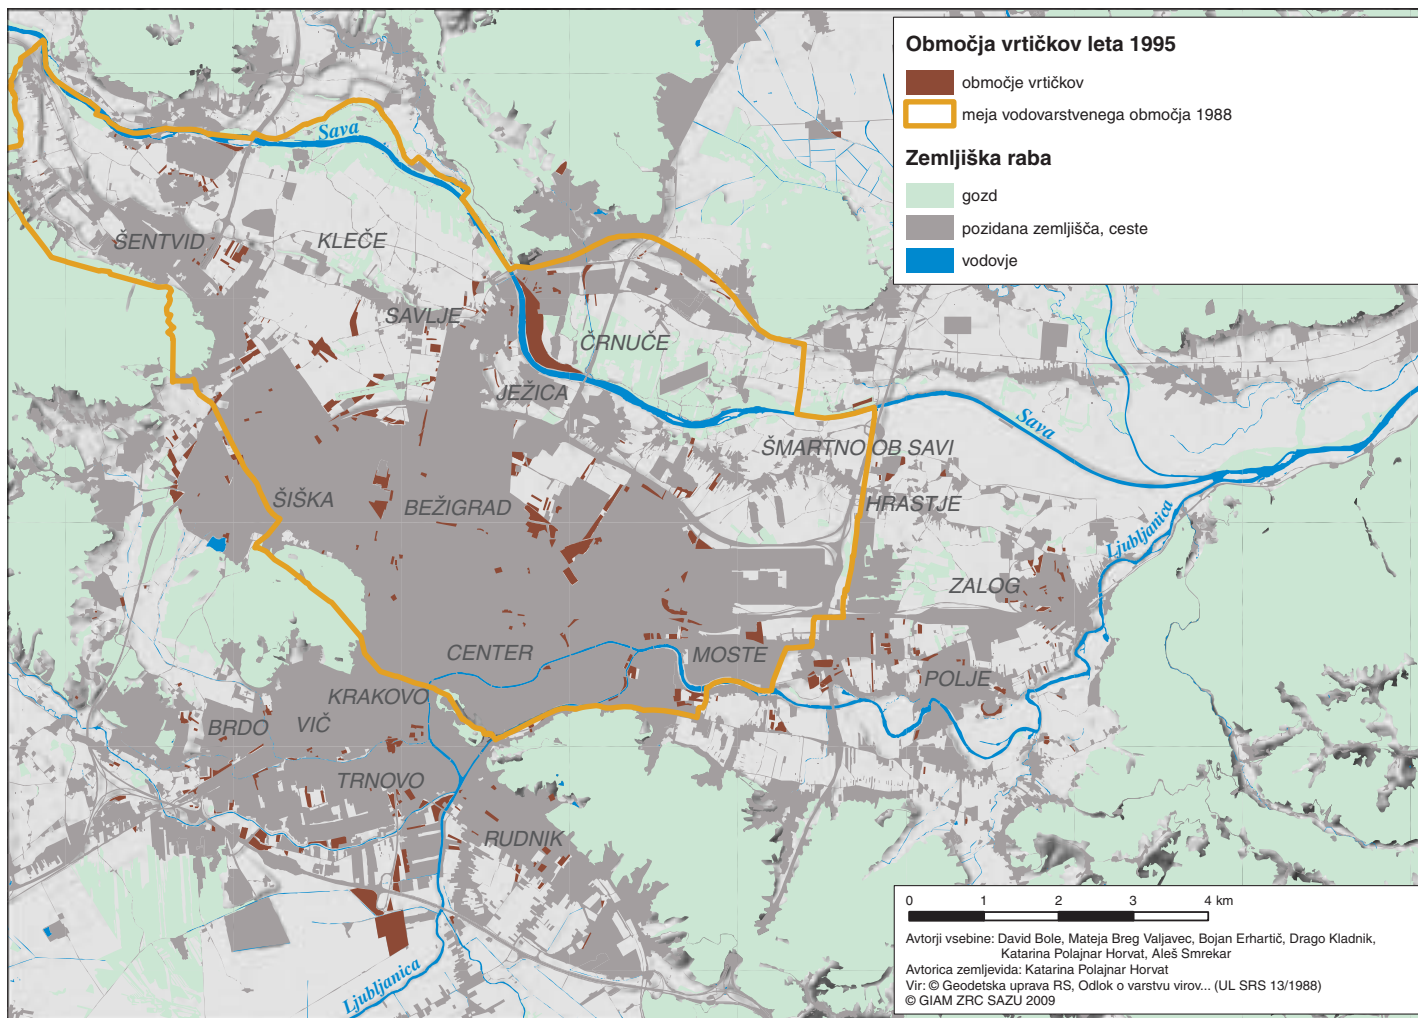 Območja vrtičkov leta 1995
območje vrtičkov
meja vodovarstvenega območja 1988
Zemljiška raba
gozd
pozidana zemljišča, ceste
vodovje
Sava
ŠENTVID
KLEČE
SAVLJE
ČRNUČE
JEŽICA
Sava
ŠMARTNO OB SAVI
ŠIŠKA
BEŽIGRAD
HRASTJE
Ljubljanica
ZALOG
CENTER
MOSTE
POLJE
KRAKOVO
BRDO
VIČ
TRNOVO
RUDNIK
Ljubljanica
0 1 2 3 4 km
Avtorji vsebine: David Bole, Mateja Breg Valjavec, Bojan Erhartič, Drago Kladnik,
Katarina Polajnar Horvat, Aleš Smrekar
Avtorica zemljevida: Katarina Polajnar Horvat
Vir: © Geodetska uprava RS, Odlok o varstvu virov... (UL SRS 13/1988)
© GIAM ZRC SAZU 2009